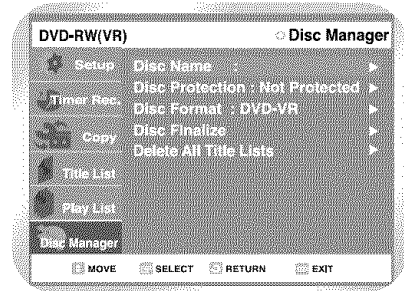 DVD-RW(VR) Disc Manager
Setup
Timer Rec.
Copy
Title List
Play List
Disc Manager
Disc Name :
Disc Protection : Not Protected
Disc Format : DVD-VR
Disc Finalize
Delete All Title Lists
MOVE SELECT RETURN EXIT